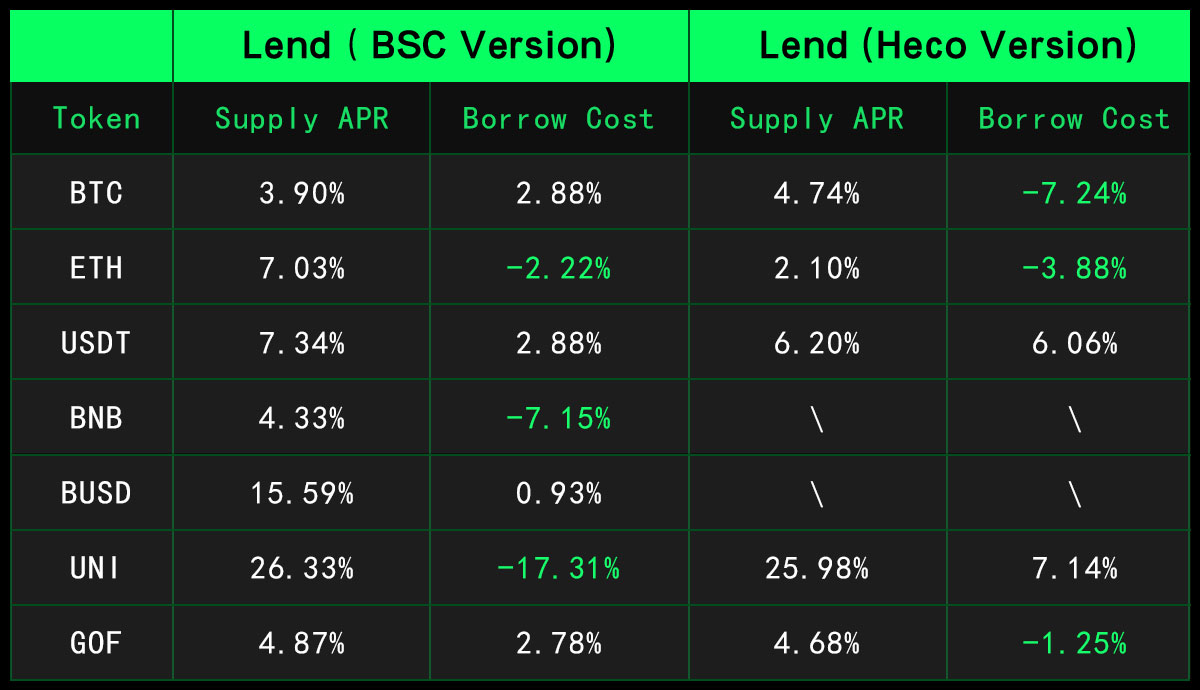 Lend ( BSC Version) Lend (Heco Version)
Token Supply APR Borrow Cost Supply APR Borrow Cost
BTC 3.90% 2.88% 4.74% -7.24%
ETH 7.03% -2.22% 2.10% -3.88%
USDT 7.34% 2.88% 6.20% 6.06%
BNB 4.33% -7.15% \ \
BUSD 15.59% 0.93% \ \
UNI 26.33% -17.31% 25.98% 7.14%
GOF 4.87% 2.78% 4.68% -1.25%